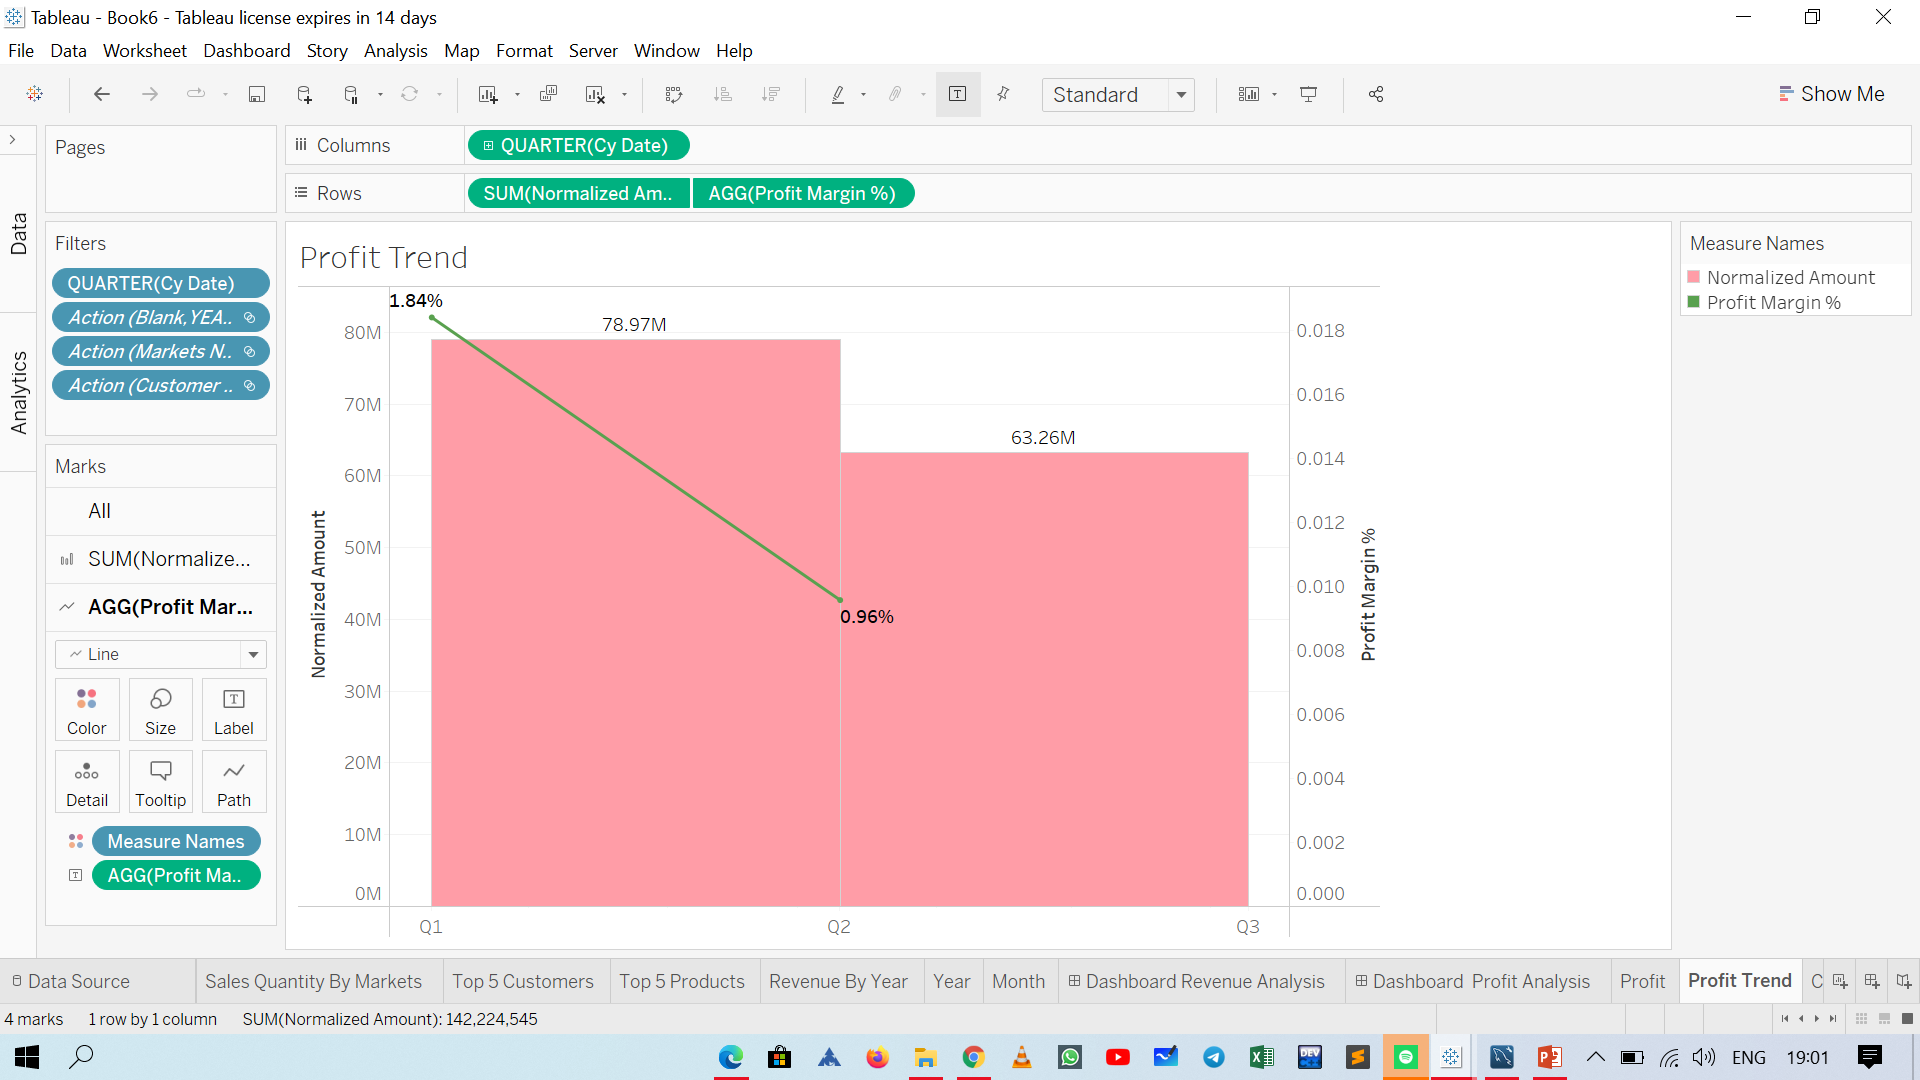 Tableau - Book6 - Tableau license expires in 14 days
File Data Worksheet Dashboard Story Analysis Map Format Server Window Help
Standard
Show Me
Pages
Columns
QUARTER(Cy Date)
Rows
SUM(Normalized Am..
AGG(Profit Margin %)
Data
Analytics
Filters
QUARTER(Cy Date)
Action (Blank,YEA..
Action (Markets N..
Action (Customer ..
Marks
All
SUM(Normalize...
AGG(Profit Mar...
Line
Color Size Label
Detail Tooltip Path
Measure Names
AGG(Profit Ma..
Profit Trend
Normalized Amount
80M
70M
60M
50M
40M
30M
20M
10M
0M
1.84%
78.97M
63.26M
0.96%
Q1 Q2 Q3
0.018
0.016
0.014
0.012
0.010
0.008
0.006
0.004
0.002
0.000
Profit Margin %
Measure Names
Normalized Amount
Profit Margin %
Data Source Sales Quantity By Markets Top 5 Customers Top 5 Products Revenue By Year Year Month Dashboard Revenue Analysis Dashboard Profit Analysis Profit Profit Trend C
4 marks 1 row by 1 column SUM(Normalized Amount): 142,224,545
DEV
ENG 19:01